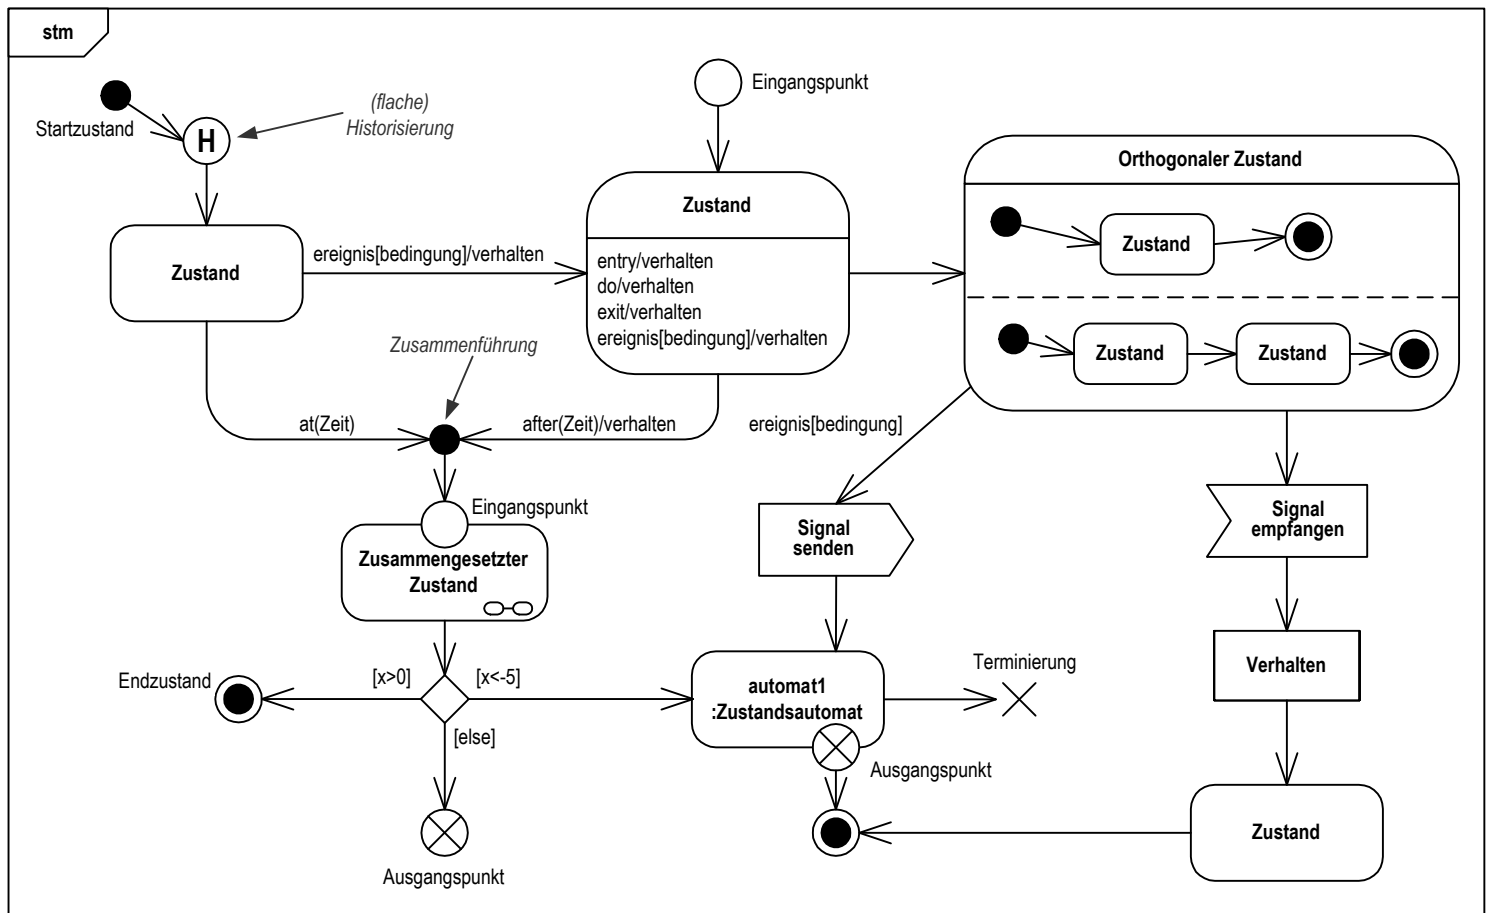 stm
Startzustand
H
(flache)
Historisierung
Eingangspunkt
Zustand
ereignis[bedingung]/verhalten
Zustand
entry/verhalten
do/verhalten
exit/verhalten
ereignis[bedingung]/verhalten
Orthogonaler Zustand
Zustand
Zustand
Zustand
Zusammenführung
at(Zeit)
after(Zeit)/verhalten
ereignis[bedingung]
Eingangspunkt
Zusammengesetzter
Zustand
Signal
senden
Signal
empfangen
Endzustand
[x>0]
[x<-5]
[else]
automat1
:Zustandsautomat
Terminierung
Verhalten
Ausgangspunkt
Zustand
Ausgangspunkt